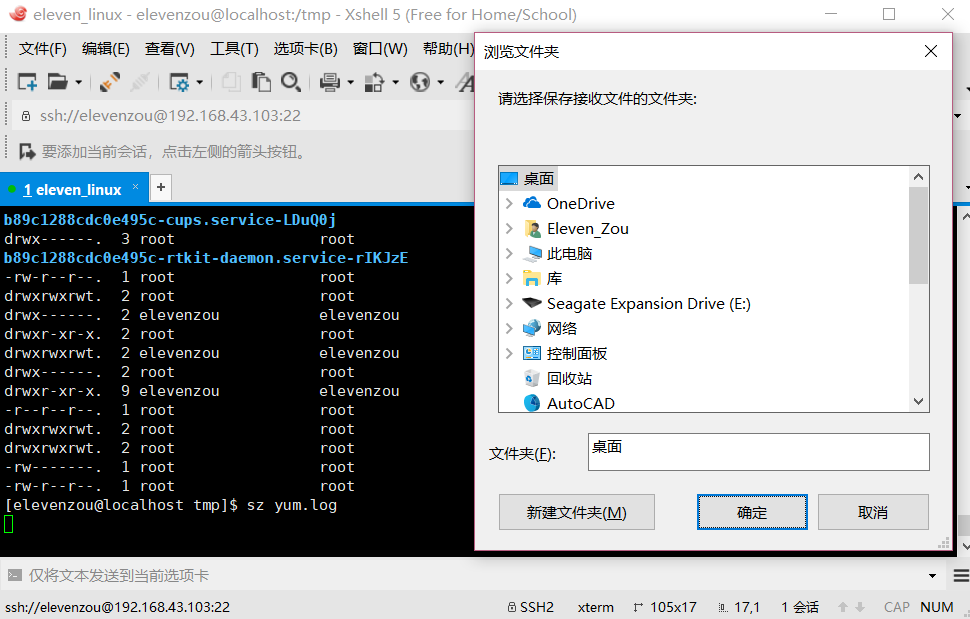 eleven_linux - elevenzou@localhost:/tmp - Xshell 5 (Free for Home/School)
文件(F) 编辑(E) 查看(V) 工具(T) 选项卡(B) 窗口(W) 帮助(H)
ssh://elevenzou@192.168.43.103:22
要添加当前会话，点击左侧的箭头按钮。
1 eleven_linux × +
b89c1288cdc0e495c-cups.service-LDuQ0j
drwx------. 3 root root
b89c1288cdc0e495c-rtkit-daemon.service-rIKJzE
-rw-r--r--. 1 root root
drwxrwxrwt. 2 root root
drwx------. 2 elevenzou elevenzou
drwxr-xr-x. 2 root root
drwxrwxrwt. 2 elevenzou elevenzou
drwx------. 2 root root
drwxr-xr-x. 9 elevenzou elevenzou
-r--r--r--. 1 root root
drwxrwxrwt. 2 root root
drwxrwxrwt. 2 root root
-rw-------. 1 root root
-rw-r--r--. 1 root root
[elevenzou@localhost tmp]$ sz yum.log
浏览文件夹
请选择保存接收文件的文件夹:
桌面
OneDrive
Eleven_Zou
此电脑
库
Seagate Expansion Drive (E:)
网络
控制面板
回收站
AutoCAD
文件夹(F): 桌面
新建文件夹(M) 确定 取消
仅将文本发送到当前选项卡
ssh://elevenzou@192.168.43.103:22 SSH2 xterm 105x17 17,1 1 会话 CAP NUM